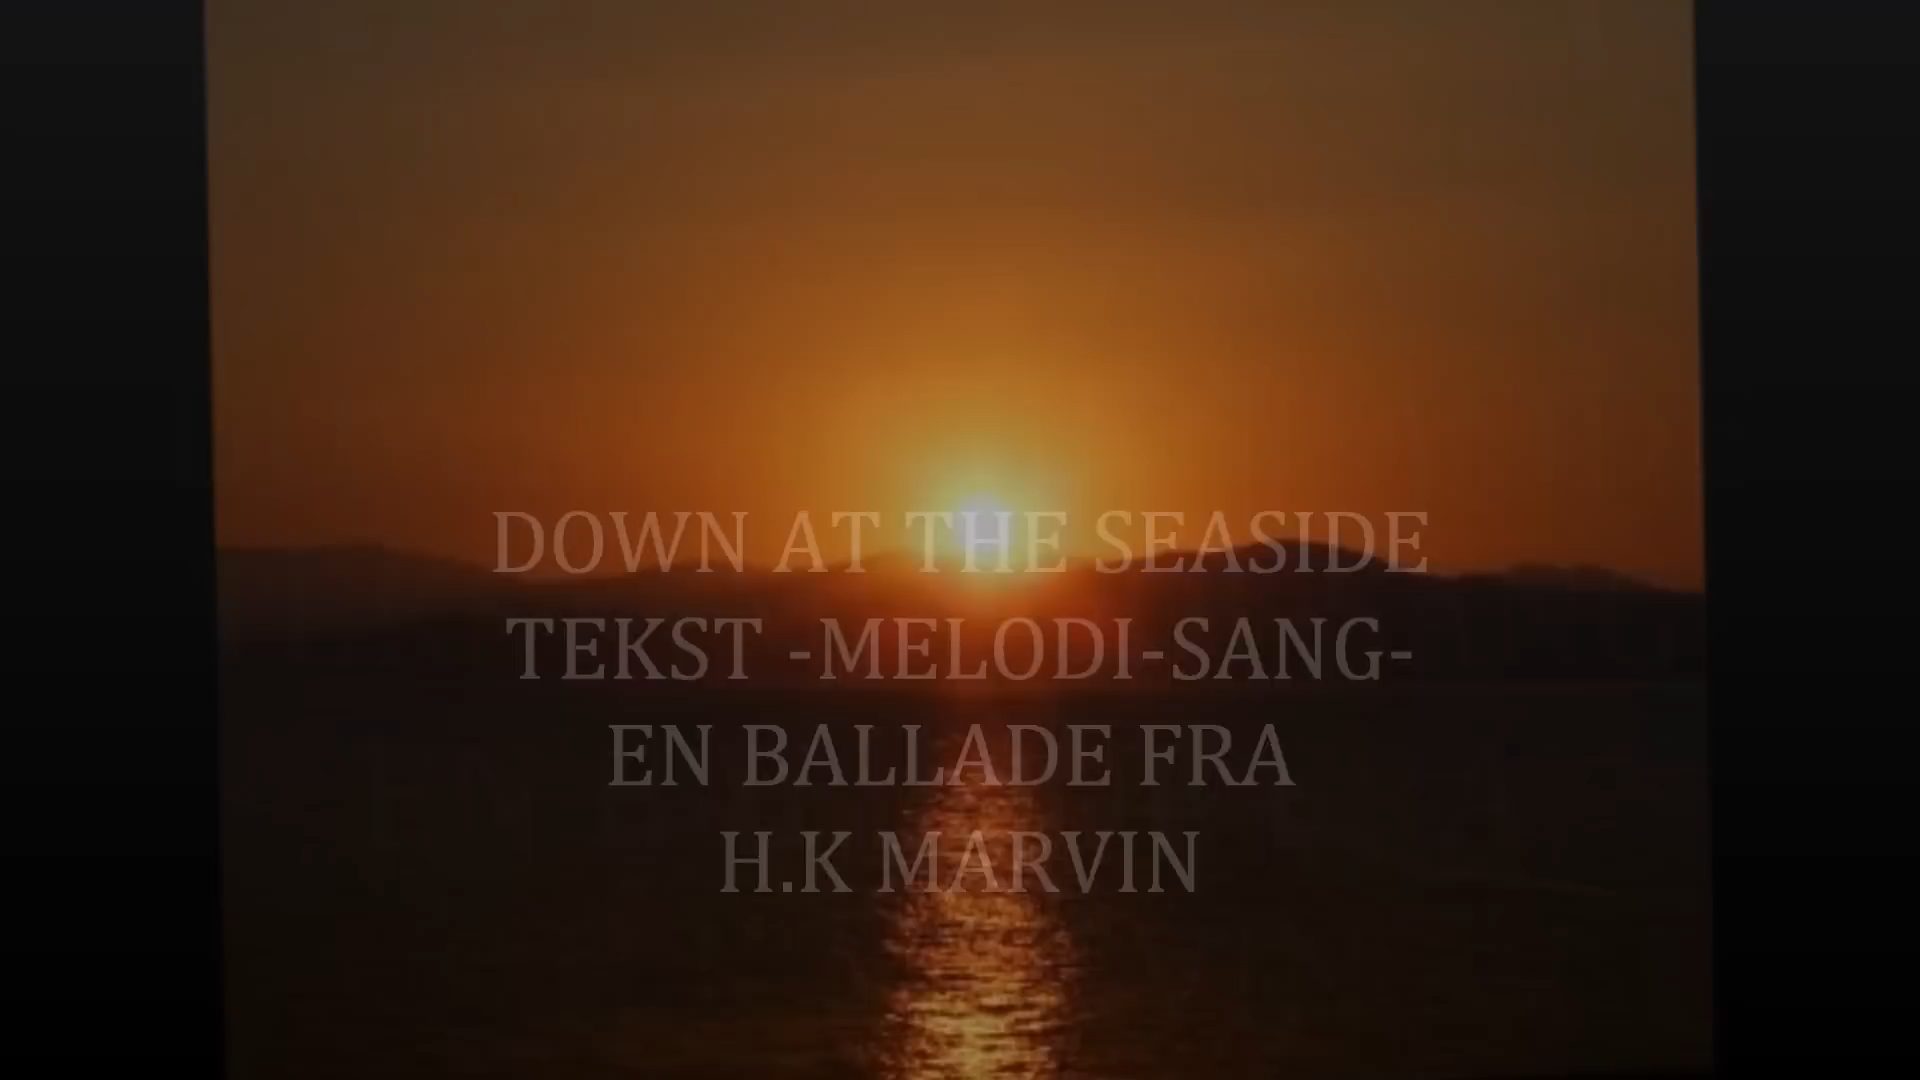 DOWN AT THE SEASIDE
TEKST -MELODI-SANG-
EN BALLADE FRA
H.K MARVIN